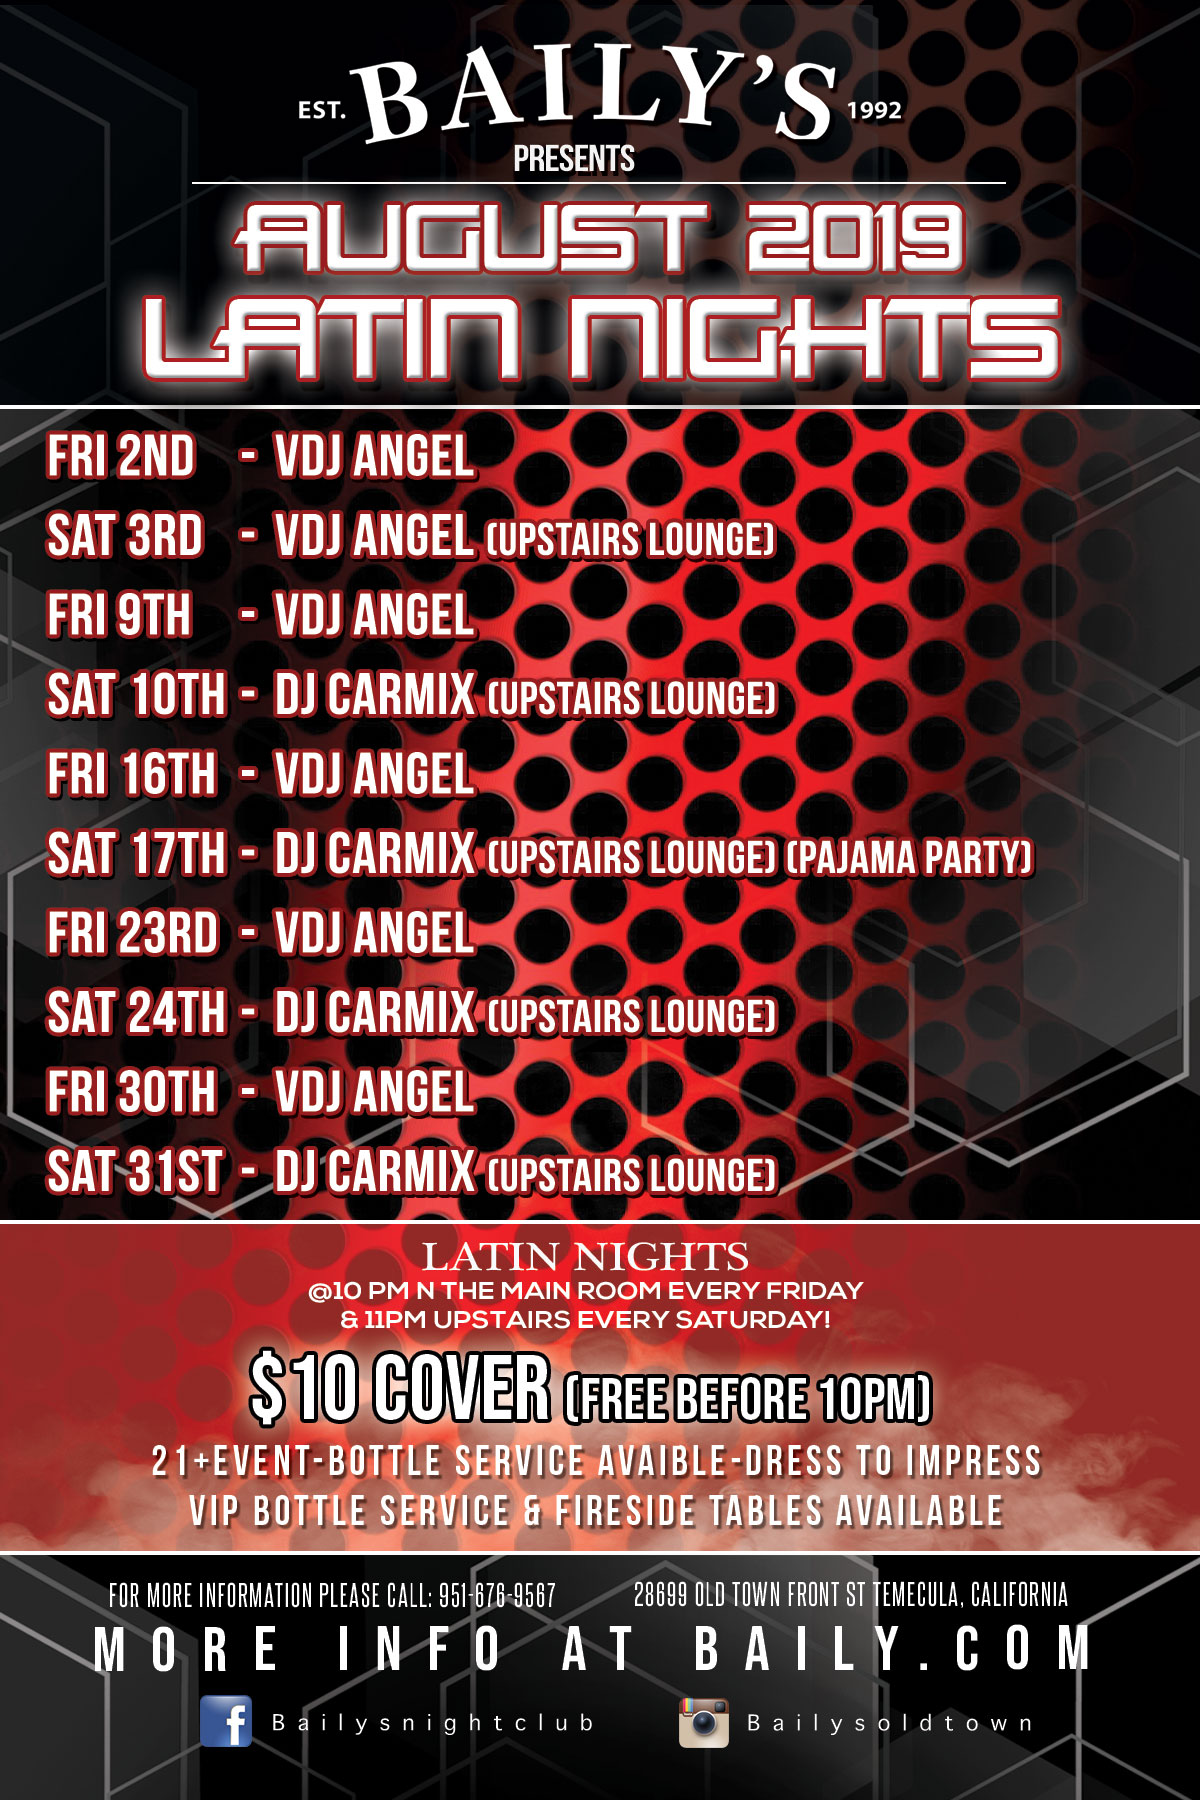 EST. BAILY'S 1992
PRESENTS
AUGUST 2019
LATIN NIGHTS
FRI 2ND - VDJ ANGEL
SAT 3RD - VDJ ANGEL (UPSTAIRS LOUNGE)
FRI 9TH - VDJ ANGEL
SAT 10TH - DJ CARMIX (UPSTAIRS LOUNGE)
FRI 16TH - VDJ ANGEL
SAT 17TH - DJ CARMIX (UPSTAIRS LOUNGE) (PAJAMA PARTY)
FRI 23RD - VDJ ANGEL
SAT 24TH - DJ CARMIX (UPSTAIRS LOUNGE)
FRI 30TH - VDJ ANGEL
SAT 31ST - DJ CARMIX (UPSTAIRS LOUNGE)
LATIN NIGHTS
@10 PM N THE MAIN ROOM EVERY FRIDAY
& 11PM UPSTAIRS EVERY SATURDAY!
$10 COVER (FREE BEFORE 10PM)
21+EVENT-BOTTLE SERVICE AVAIBLE-DRESS TO IMPRESS
VIP BOTTLE SERVICE & FIRESIDE TABLES AVAILABLE
FOR MORE INFORMATION PLEASE CALL: 951-676-9567 28699 OLD TOWN FRONT ST TEMECULA, CALIFORNIA
MORE INFO AT BAILY.COM
f Bailysnightclub Bailysoldtown